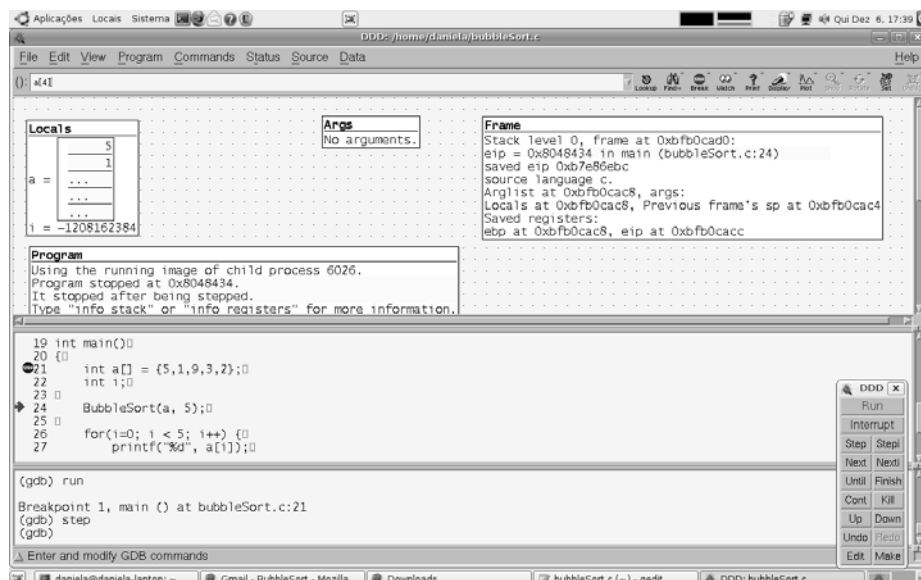 Aplicações Locais Sistema Qui Dez 6, 17:39
DDD: /home/daniela/bubbleSort.c
File Edit View Program Commands Status Source Data Help
(): a[4]
Lookup Find» Break Watch Print Display Plot Rotate Set
Locals
5
1
a = ...
...
...
i = -1208162384
Args
No arguments.
Frame
Stack level 0, frame at 0xbfb0cad0:
eip = 0x8048434 in main (bubbleSort.c:24)
saved eip 0xb7e86ebc
source language c.
Arglist at 0xbfb0cac8, args:
Locals at 0xbfb0cac8, Previous frame's sp at 0xbfb0cac4
Saved registers:
ebp at 0xbfb0cac8, eip at 0xbfb0cacc
Program
Using the running image of child process 6026.
Program stopped at 0x8048434.
It stopped after being stepped.
Type "info stack" or "info registers" for more information.
19 int main()
20 {
21 int a[] = {5,1,9,3,2};
22 int i;
23
24 BubbleSort(a, 5);
25
26 for(i=0; i < 5; i++) {
27 printf("%d", a[i]);
(gdb) run
Breakpoint 1, main () at bubbleSort.c:21
(gdb) step
(gdb)
DDD
Run
Interrupt
Step Stepi
Next Nexti
Until Finish
Cont Kill
Up Down
Undo Redo
Edit Make
Enter and modify GDB commands
daniela@daniela-laptop: ~ Gmail - BubbleSort - Mozilla Downloads bubbleSort.c (~) - gedit DDD: bubbleSort.c